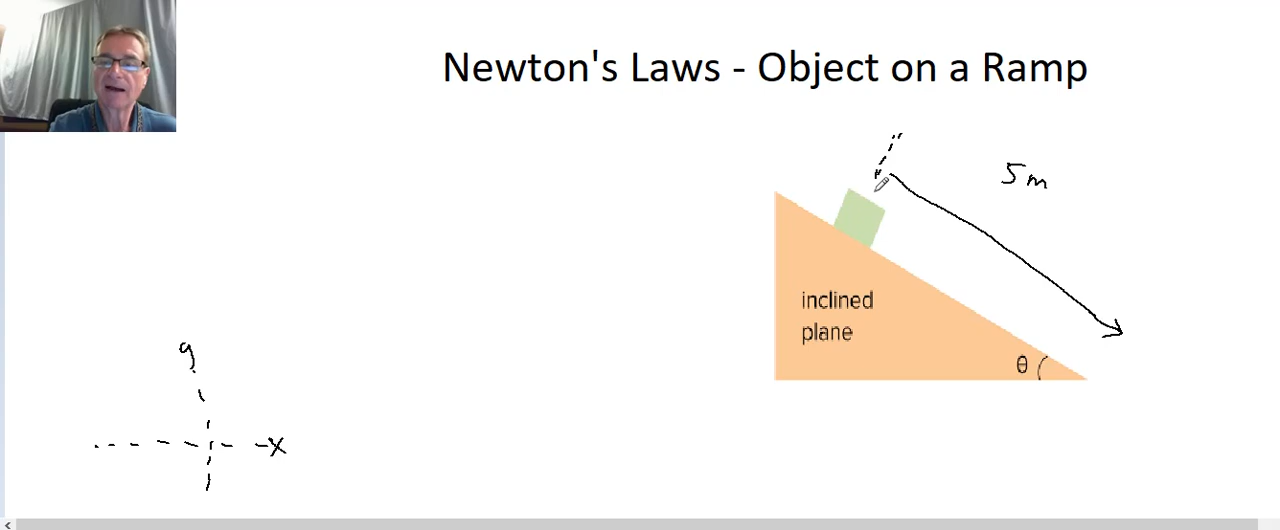 Newton's Laws - Object on a Ramp
5m
inclined
plane
θ
y
x